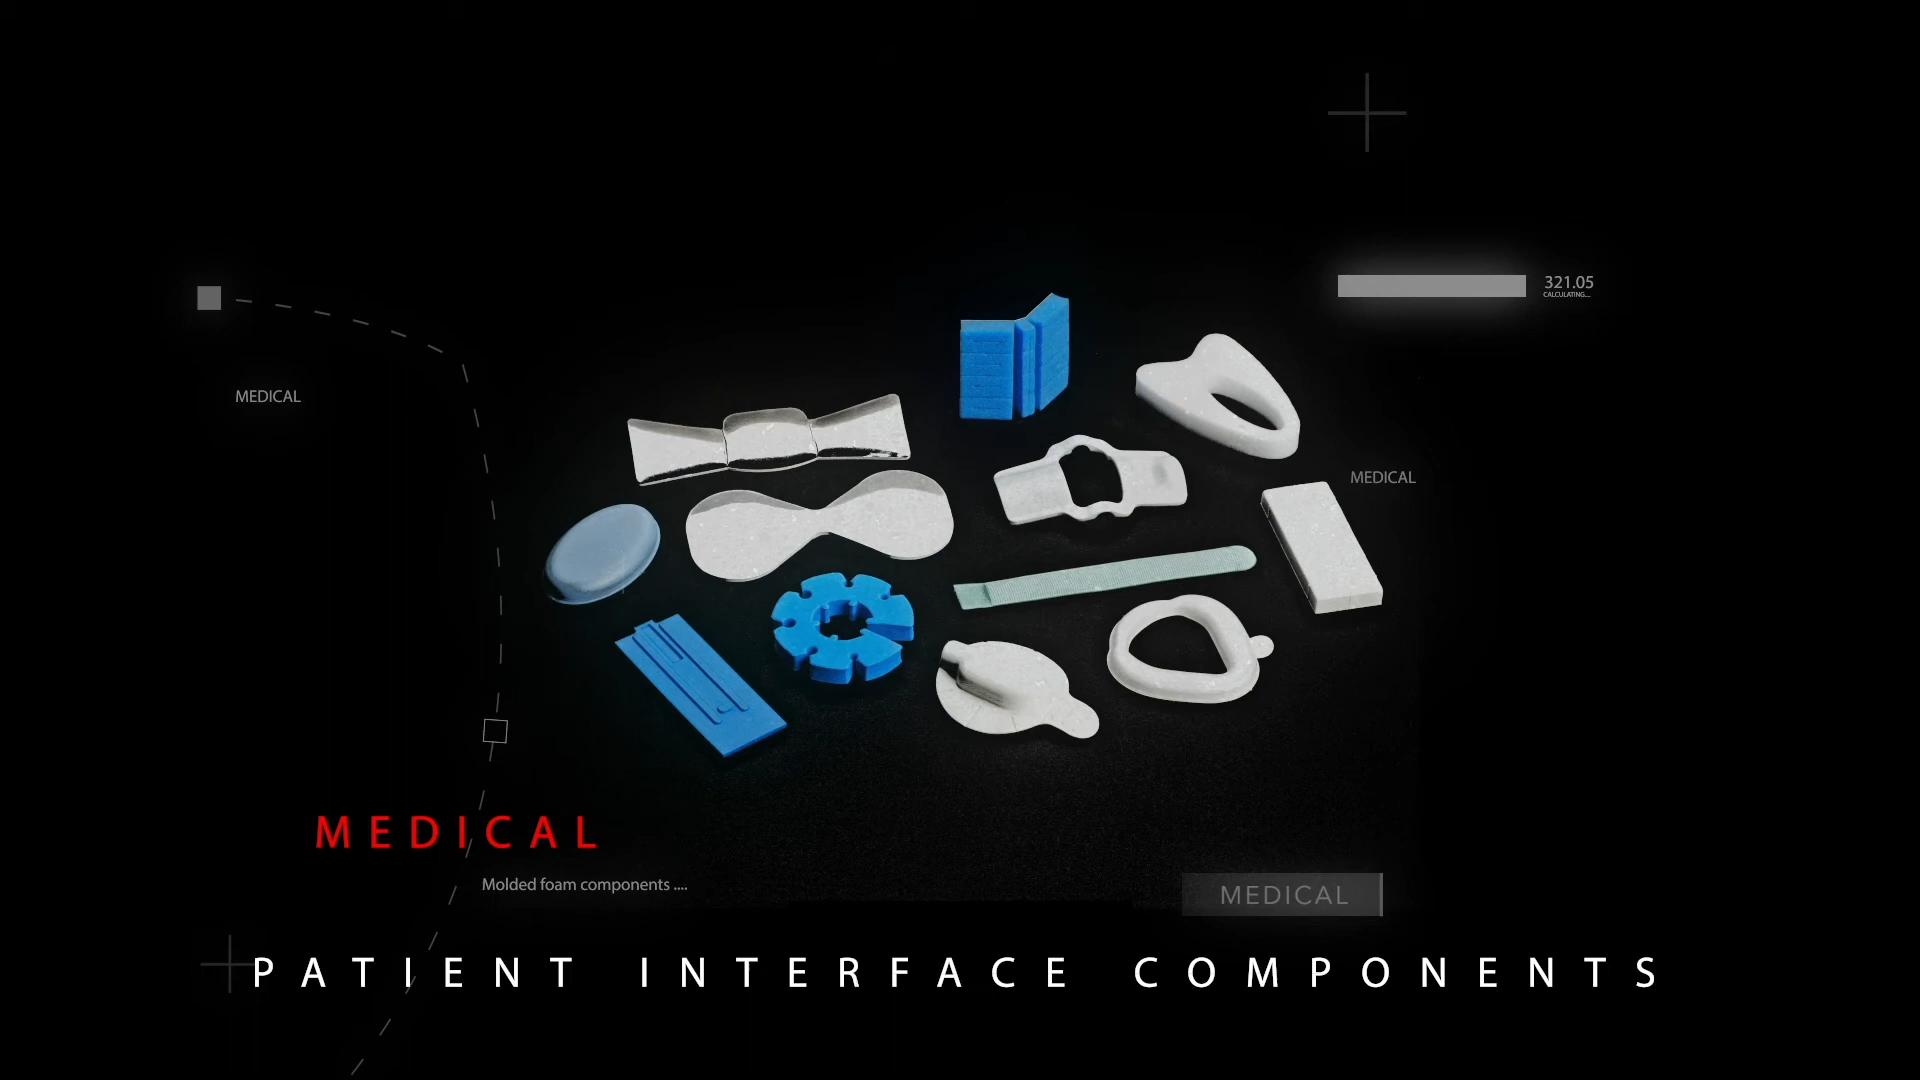 321.05
CALCULATING....
MEDICAL
MEDICAL
MEDICAL
Molded foam components ....
MEDICAL
PATIENT INTERFACE COMPONENTS